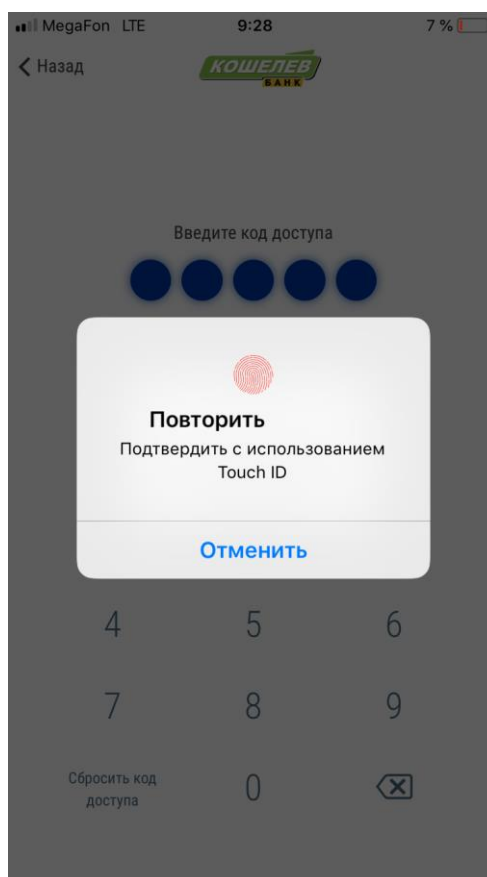 MegaFon LTE 9:28 7 %
Назад
КОШЕЛЕВ
БАНК
Введите код доступа
Повторить
Подтвердить с использованием
Touch ID
Отменить
4 5 6
7 8 9
Сбросить код
доступа
0